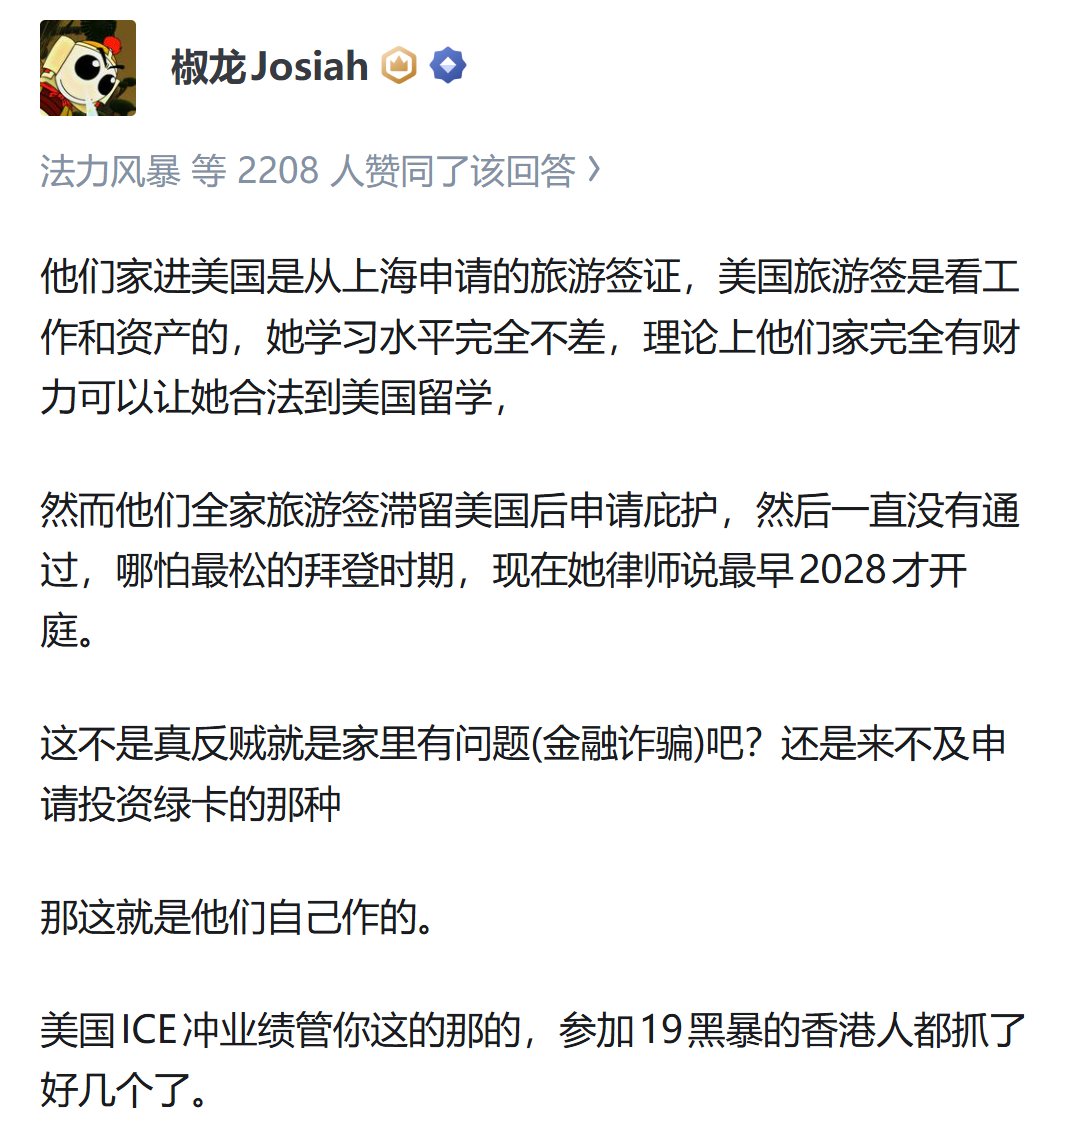 椒龙Josiah
法力风暴 等 2208 人赞同了该回答 >
他们家进美国是从上海申请的旅游签证，美国旅游签是看工
作和资产的，她学习水平完全不差，理论上他们家完全有财
力可以让她合法到美国留学，
然而他们全家旅游签滞留美国后申请庇护，然后一直没有通
过，哪怕最松的拜登时期，现在她律师说最早2028才开
庭。
这不是真反贼就是家里有问题(金融诈骗)吧？还是来不及申
请投资绿卡的那种
那这就是他们自己作的。
美国ICE冲业绩管你这的那的，参加19黑暴的香港人都抓了
好几个了。